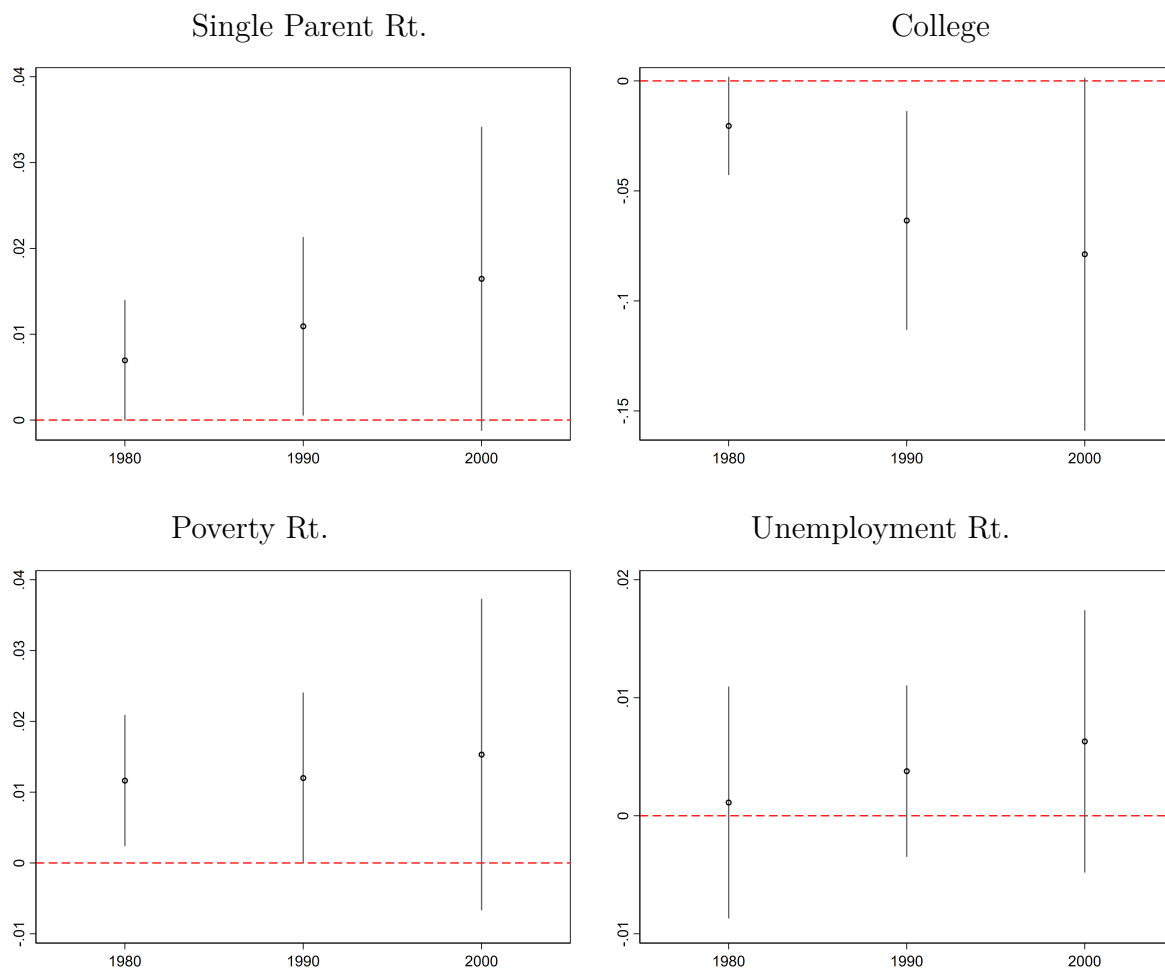 Single Parent Rt.
.04
.03
.02
.01
0
1980 1990 2000
College
0
-.05
-.1
-.15
1980 1990 2000
Poverty Rt.
.04
.03
.02
.01
0
-.01
1980 1990 2000
Unemployment Rt.
.02
.01
0
-.01
1980 1990 2000